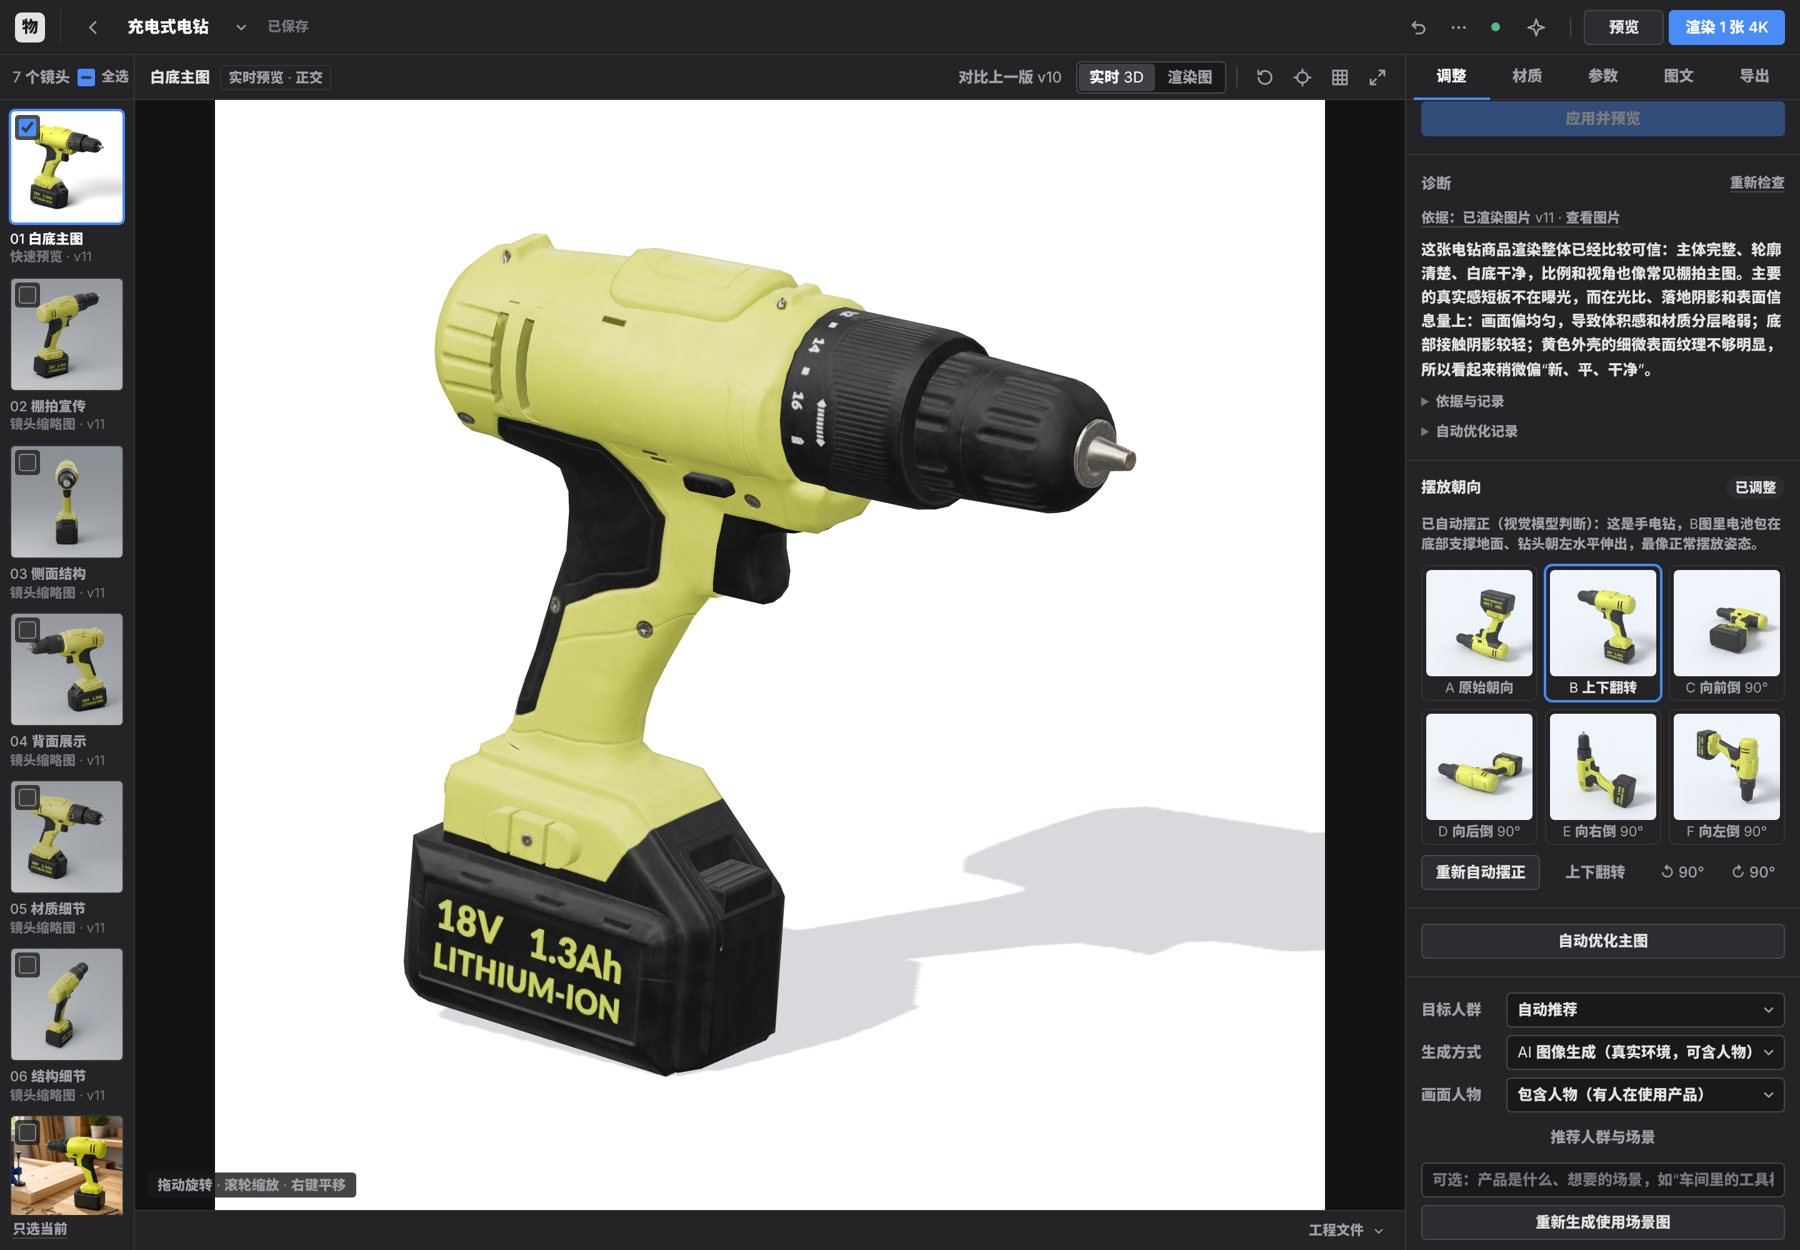 物
充电式电钻
已保存
预览
渲染 1 张 4K
7 个镜头
全选
白底主图
实时预览 · 正交
对比上一版 v10
实时 3D
渲染图
调整
材质
参数
图文
导出
01 白底主图
快速预览 · v11
02 棚拍宣传
镜头缩略图 · v11
03 侧面结构
镜头缩略图 · v11
04 背面展示
镜头缩略图 · v11
05 材质细节
镜头缩略图 · v11
06 结构细节
镜头缩略图 · v11
只选当前
14
16
18V 1.3Ah
LITHIUM-ION
拖动旋转 · 滚轮缩放 · 右键平移
工程文件
应用并预览
诊断
重新检查
依据：已渲染图片 v11 · 查看图片
这张电钻商品渲染整体已经比较可信：主体完整、轮廓
清楚、白底干净，比例和视角也像常见棚拍主图。主要
的真实感短板不在曝光，而在光比、落地阴影和表面信
息量上：画面偏均匀，导致体积感和材质分层略弱；底
部接触阴影较轻；黄色外壳的细微表面纹理不够明显，
所以看起来稍微偏“新、平、干净”。
依据与记录
自动优化记录
摆放朝向
已调整
已自动摆正（视觉模型判断）：这是手电钻，B图里电池包在
底部支撑地面、钻头朝左水平伸出，最像正常摆放姿态。
A 原始朝向
B 上下翻转
C 向前倒 90°
D 向后倒 90°
E 向右倒 90°
F 向左倒 90°
重新自动摆正
上下翻转
90°
90°
自动优化主图
目标人群
自动推荐
生成方式
AI 图像生成（真实环境，可含人物）
画面人物
包含人物（有人在使用产品）
推荐人群与场景
可选：产品是什么、想要的场景，如“车间里的工具
重新生成使用场景图